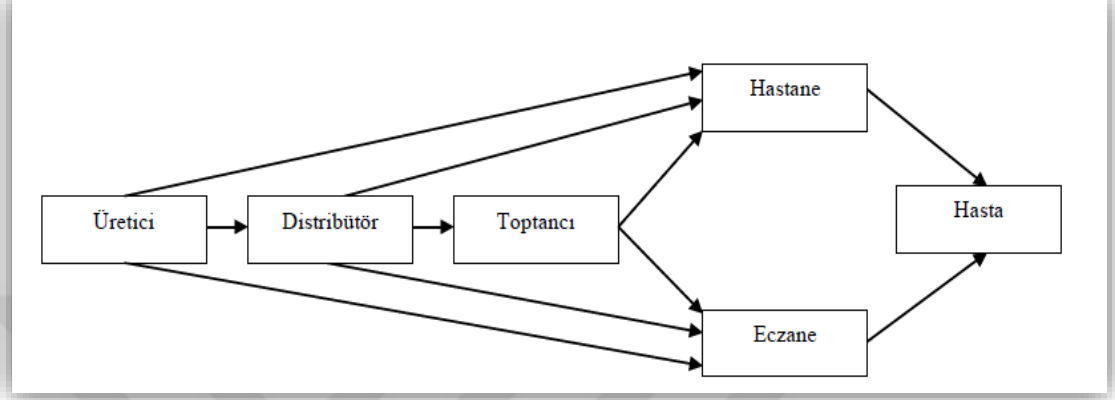 Hastane
Üretici
Distribütör
Toptancı
Hasta
Eczane